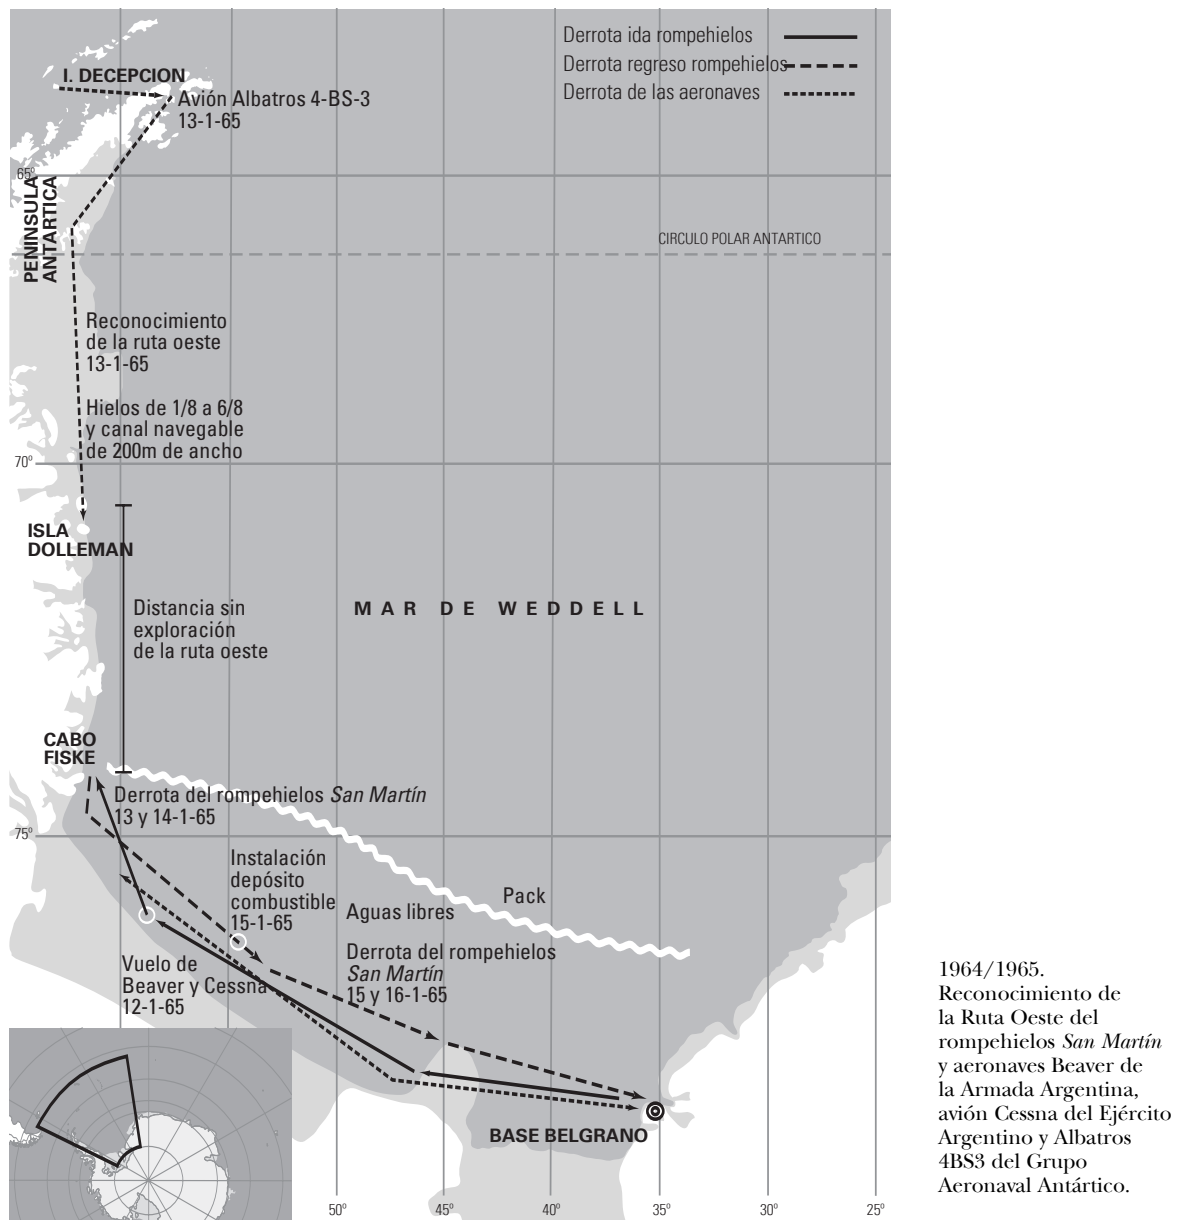 Derrota ida rompehielos
Derrota regreso rompehielos
Derrota de las aeronaves
I. DECEPCION
Avión Albatros 4-BS-3
13-1-65
65º
PENINSULA
ANTARTICA
CIRCULO POLAR ANTARTICO
Reconocimiento
de la ruta oeste
13-1-65
Hielos de 1/8 a 6/8
y canal navegable
de 200m de ancho
70º
ISLA
DOLLEMAN
Distancia sin
exploración
de la ruta oeste
MAR DE WEDDELL
CABO
FISKE
Derrota del rompehielos San Martín
13 y 14-1-65
75º
Instalación
depósito
combustible
15-1-65
Aguas libres
Pack
Derrota del rompehielos
San Martín
15 y 16-1-65
Vuelo de
Beaver y Cessna
12-1-65
BASE BELGRANO
50º
45º
40º
35º
30º
25º
1964/1965.
Reconocimiento de
la Ruta Oeste del
rompehielos San Martín
y aeronaves Beaver de
la Armada Argentina,
avión Cessna del Ejército
Argentino y Albatros
4BS3 del Grupo
Aeronaval Antártico.